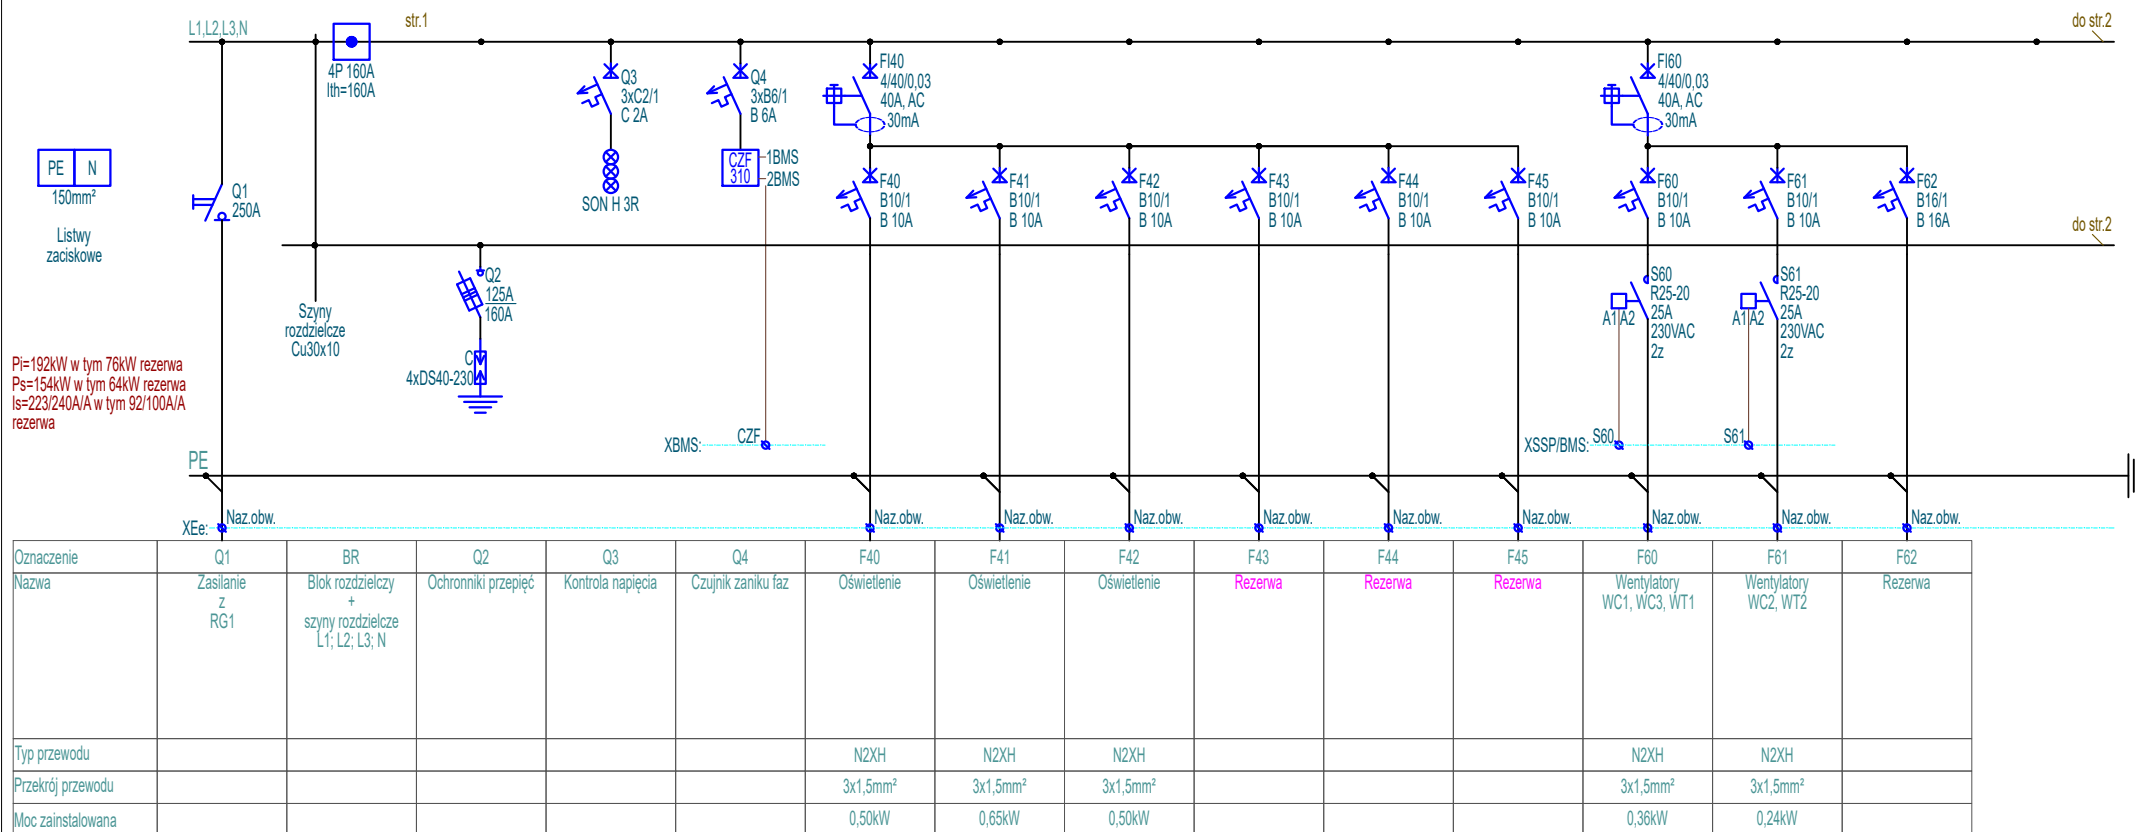 L1,L2,L3,N
str.1
do str.2
4P 160A
Ith=160A
Q3
3xC2/1
C 2A
SON H 3R
Q4
3xB6/1
B 6A
CZF
310
1BMS
2BMS
FI40
4/40/0,03
40A, AC
30mA
FI60
4/40/0,03
40A, AC
30mA
PE N
150mm²
Listwy
zaciskowe
Q1
250A
F40
B10/1
B 10A
F41
B10/1
B 10A
F42
B10/1
B 10A
F43
B10/1
B 10A
F44
B10/1
B 10A
F45
B10/1
B 10A
F60
B10/1
B 10A
F61
B10/1
B 10A
F62
B16/1
B 16A
do str.2
Szyny
rozdzielcze
Cu30x10
Q2
125A
160A
C
4xDS40-230
S60
R25-20
25A
230VAC
2z
A1 A2
S61
R25-20
25A
230VAC
2z
A1 A2
Pi=192kW w tym 76kW rezerwa
Ps=154kW w tym 64kW rezerwa
Is=223/240A/A w tym 92/100A/A
rezerwa
XBMS: CZF
XSSP/BMS: S60 S61
PE
XEe: Naz.obw. Naz.obw. Naz.obw. Naz.obw. Naz.obw. Naz.obw. Naz.obw. Naz.obw. Naz.obw. Naz.obw.
Oznaczenie Q1 BR Q2 Q3 Q4 F40 F41 F42 F43 F44 F45 F60 F61 F62
Nazwa Zasilanie Blok rozdzielczy Ochronniki przepięć Kontrola napięcia Czujnik zaniku faz Oświetlenie Oświetlenie Oświetlenie Rezerwa Rezerwa Rezerwa Wentylatory Wentylatory Rezerwa
z + WC1, WC3, WT1 WC2, WT2
RG1 szyny rozdzielcze
L1; L2; L3; N
Typ przewodu N2XH N2XH N2XH N2XH N2XH
Przekrój przewodu 3x1,5mm² 3x1,5mm² 3x1,5mm² 3x1,5mm² 3x1,5mm²
Moc zainstalowana 0,50kW 0,65kW 0,50kW 0,36kW 0,24kW